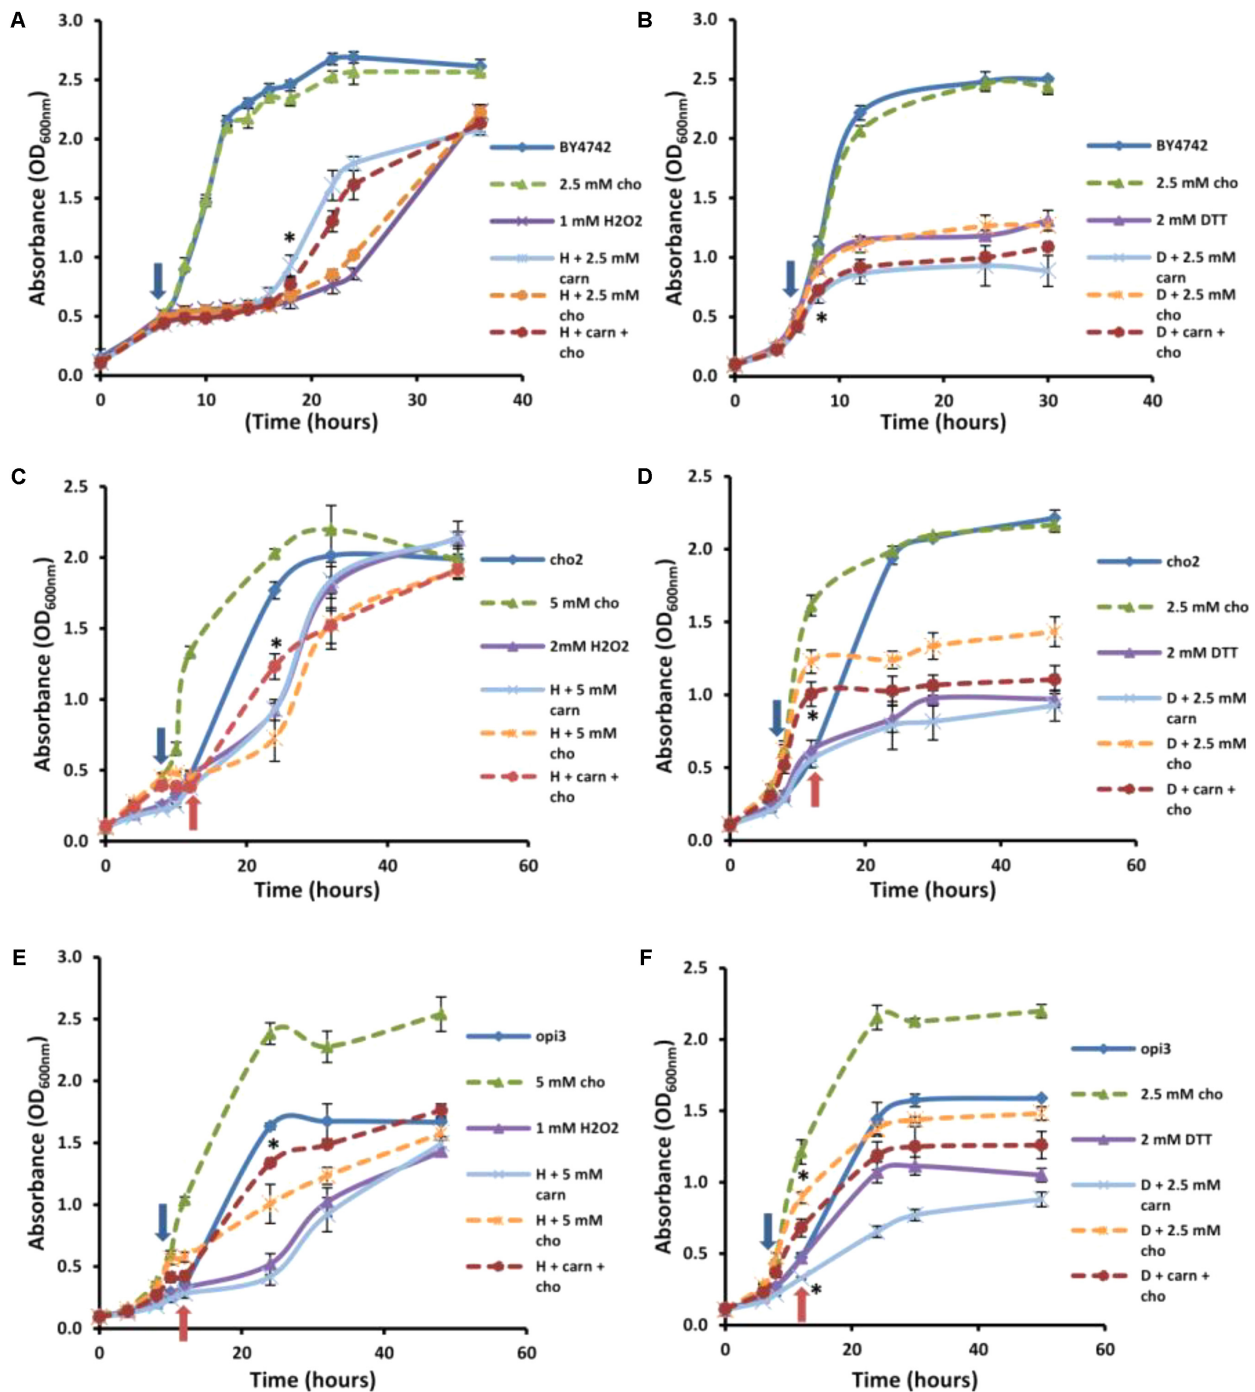 A
3.0
2.5
2.0
1.5
1.0
0.5
0.0
Absorbance (OD600nm)
0 10 20 30 40
(Time (hours)
*
BY4742
2.5 mM cho
1 mM H2O2
H + 2.5 mM
carn
H + 2.5 mM
cho
H + carn +
cho
B
3.0
2.5
2.0
1.5
1.0
0.5
0.0
Absorbance (OD600nm)
0 10 20 30 40
Time (hours)
*
BY4742
2.5 mM cho
2 mM DTT
D + 2.5 mM
carn
D + 2.5 mM
cho
D + carn +
cho
C
2.5
2.0
1.5
1.0
0.5
0.0
Absorbance (OD600nm)
0 20 40 60
Time (hours)
*
cho2
5 mM cho
2mM H2O2
H + 5 mM
carn
H + 5 mM
cho
H + carn +
cho
D
2.5
2.0
1.5
1.0
0.5
0.0
Absorbance (OD600nm)
0 20 40 60
Time (hours)
*
cho2
2.5 mM cho
2 mM DTT
D + 2.5 mM
carn
D + 2.5 mM
cho
D + carn +
cho
E
3.0
2.5
2.0
1.5
1.0
0.5
0.0
Absorbance (OD600nm)
0 20 40 60
Time (hours)
*
opi3
5 mM cho
1 mM H2O2
H + 5 mM
carn
H + 5 mM
cho
H + carn +
cho
F
2.5
2.0
1.5
1.0
0.5
0.0
Absorbance (OD600nm)
0 20 40 60
Time (hours)
*
*
opi3
2.5 mM cho
2 mM DTT
D + 2.5 mM
carn
D + 2.5 mM
cho
D + carn +
cho